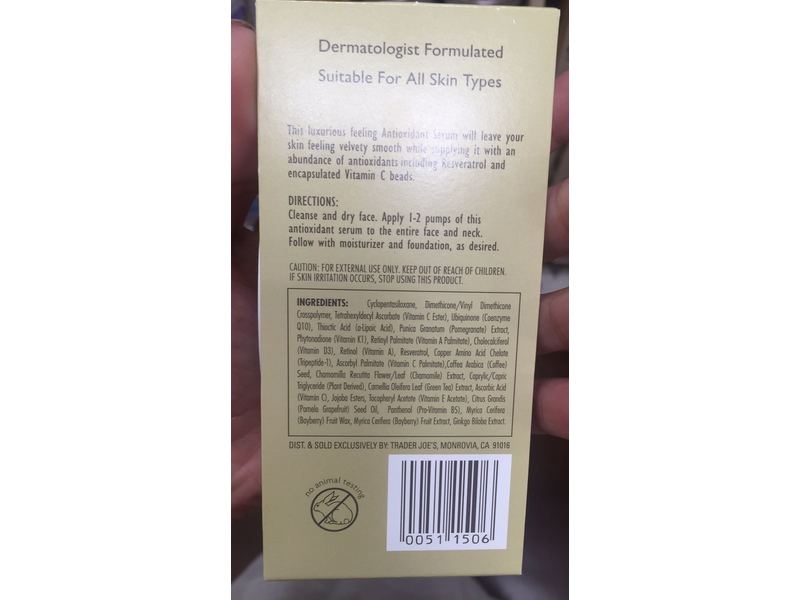 Dermatologist Formulated
Suitable For All Skin Types
This luxurious feeling Antioxidant Serum will leave your
skin feeling velvety smooth while supplying it with an
abundance of antioxidants including Resveratrol and
encapsulated Vitamin C beads.
DIRECTIONS:
Cleanse and dry face. Apply 1-2 pumps of this
antioxidant serum to the entire face and neck.
Follow with moisturizer and foundation, as desired.
CAUTION: FOR EXTERNAL USE ONLY. KEEP OUT OF REACH OF CHILDREN.
IF SKIN IRRITATION OCCURS, STOP USING THIS PRODUCT.
INGREDIENTS: Cyclopentasiloxane, Dimethicone/Vinyl Dimethicone
Crosspolymer, Tetrahexyldecyl Ascorbate (Vitamin C Ester), Ubiquinone (Coenzyme
Q10), Thioctic Acid (α-Lipoic Acid), Punica Granatum (Pomegranate) Extract,
Phytonadione (Vitamin K1), Retinyl Palmitate (Vitamin A Palmitate), Cholecalciferol
(Vitamin D3), Retinol (Vitamin A), Resveratrol, Copper Amino Acid Chelate
(Tripeptide-1), Ascorbyl Palmitate (Vitamin C Palmitate),Coffea Arabica (Coffee)
Seed, Chamomilla Recutita Flower/Leaf (Chamomile) Extract, Caprylic/Capric
Triglyceride (Plant Derived), Camellia Oleifera Leaf (Green Tea) Extract, Ascorbic Acid
(Vitamin C), Jojoba Esters, Tocopheryl Acetate (Vitamin E Acetate), Citrus Grandis
(Pomelo Grapefruit) Seed Oil, Panthenol (Pro-Vitamin B5), Myrica Cerifera
(Bayberry) Fruit Wax, Myrica Cerifera (Bayberry) Fruit Extract, Ginkgo Biloba Extract.
DIST. & SOLD EXCLUSIVELY BY: TRADER JOE'S, MONROVIA, CA 91016
no animal testing
0051 1506